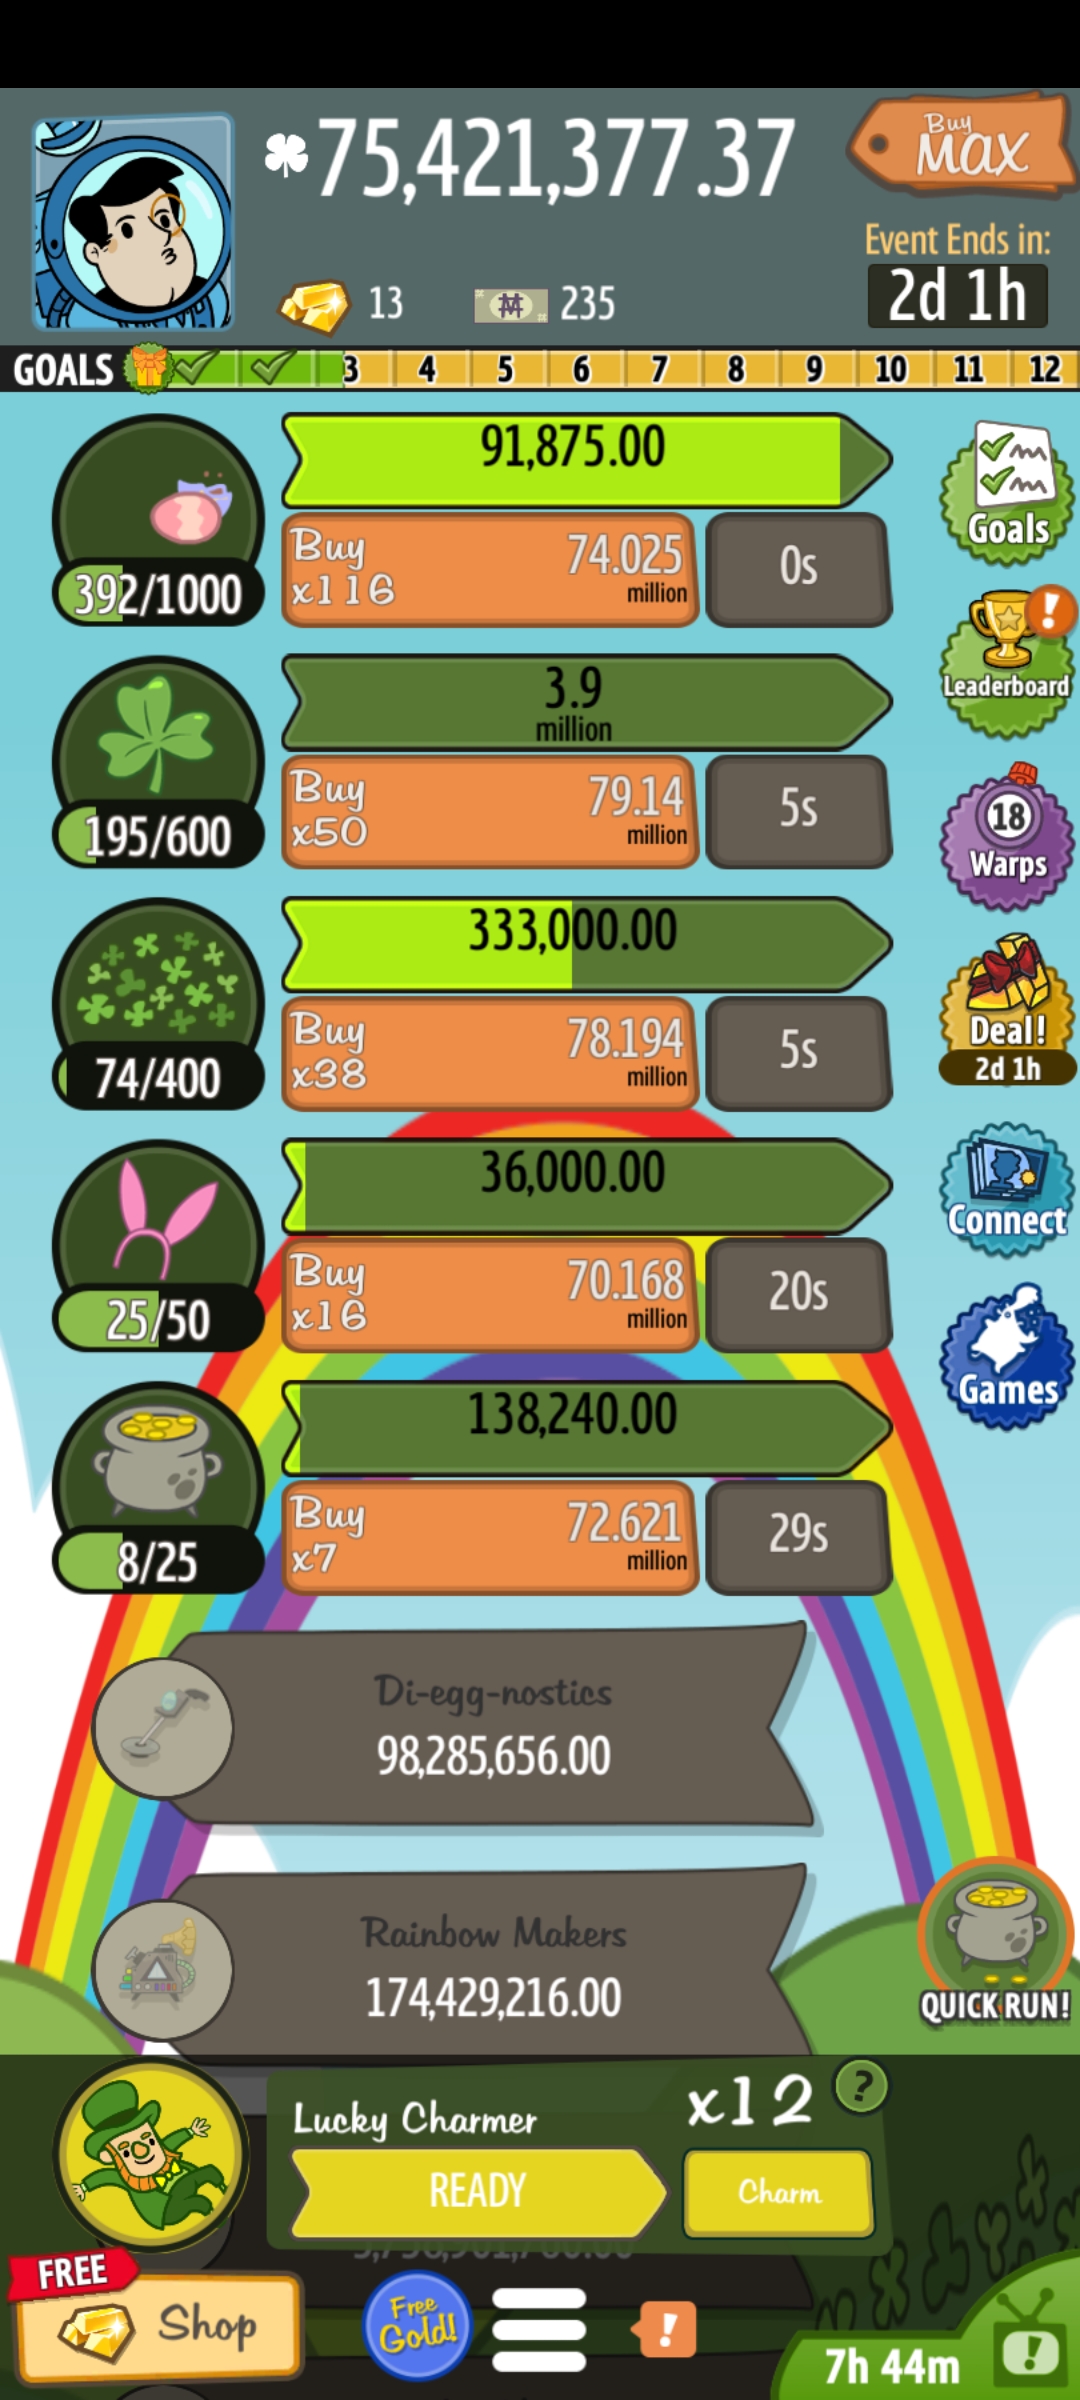 75,421,377.37
Buy
MAX
Event Ends in:
2d 1h
13
235
GOALS
3 4 5 6 7 8 9 10 11 12
91,875.00
Buy
x116
74.025
million
0s
392/1000
Goals
3.9
million
Buy
x50
79.14
million
5s
195/600
Leaderboard
18
Warps
333,000.00
Buy
x38
78.194
million
5s
74/400
Deal!
2d 1h
36,000.00
Buy
x16
70.168
million
20s
25/50
Connect
Games
138,240.00
Buy
x7
72.621
million
29s
8/25
Di-egg-nostics
98,285,656.00
Rainbow Makers
174,429,216.00
QUICK RUN!
Lucky Charmer
x12
?
READY
Charm
FREE
Shop
Free
Gold!
!
7h 44m
!